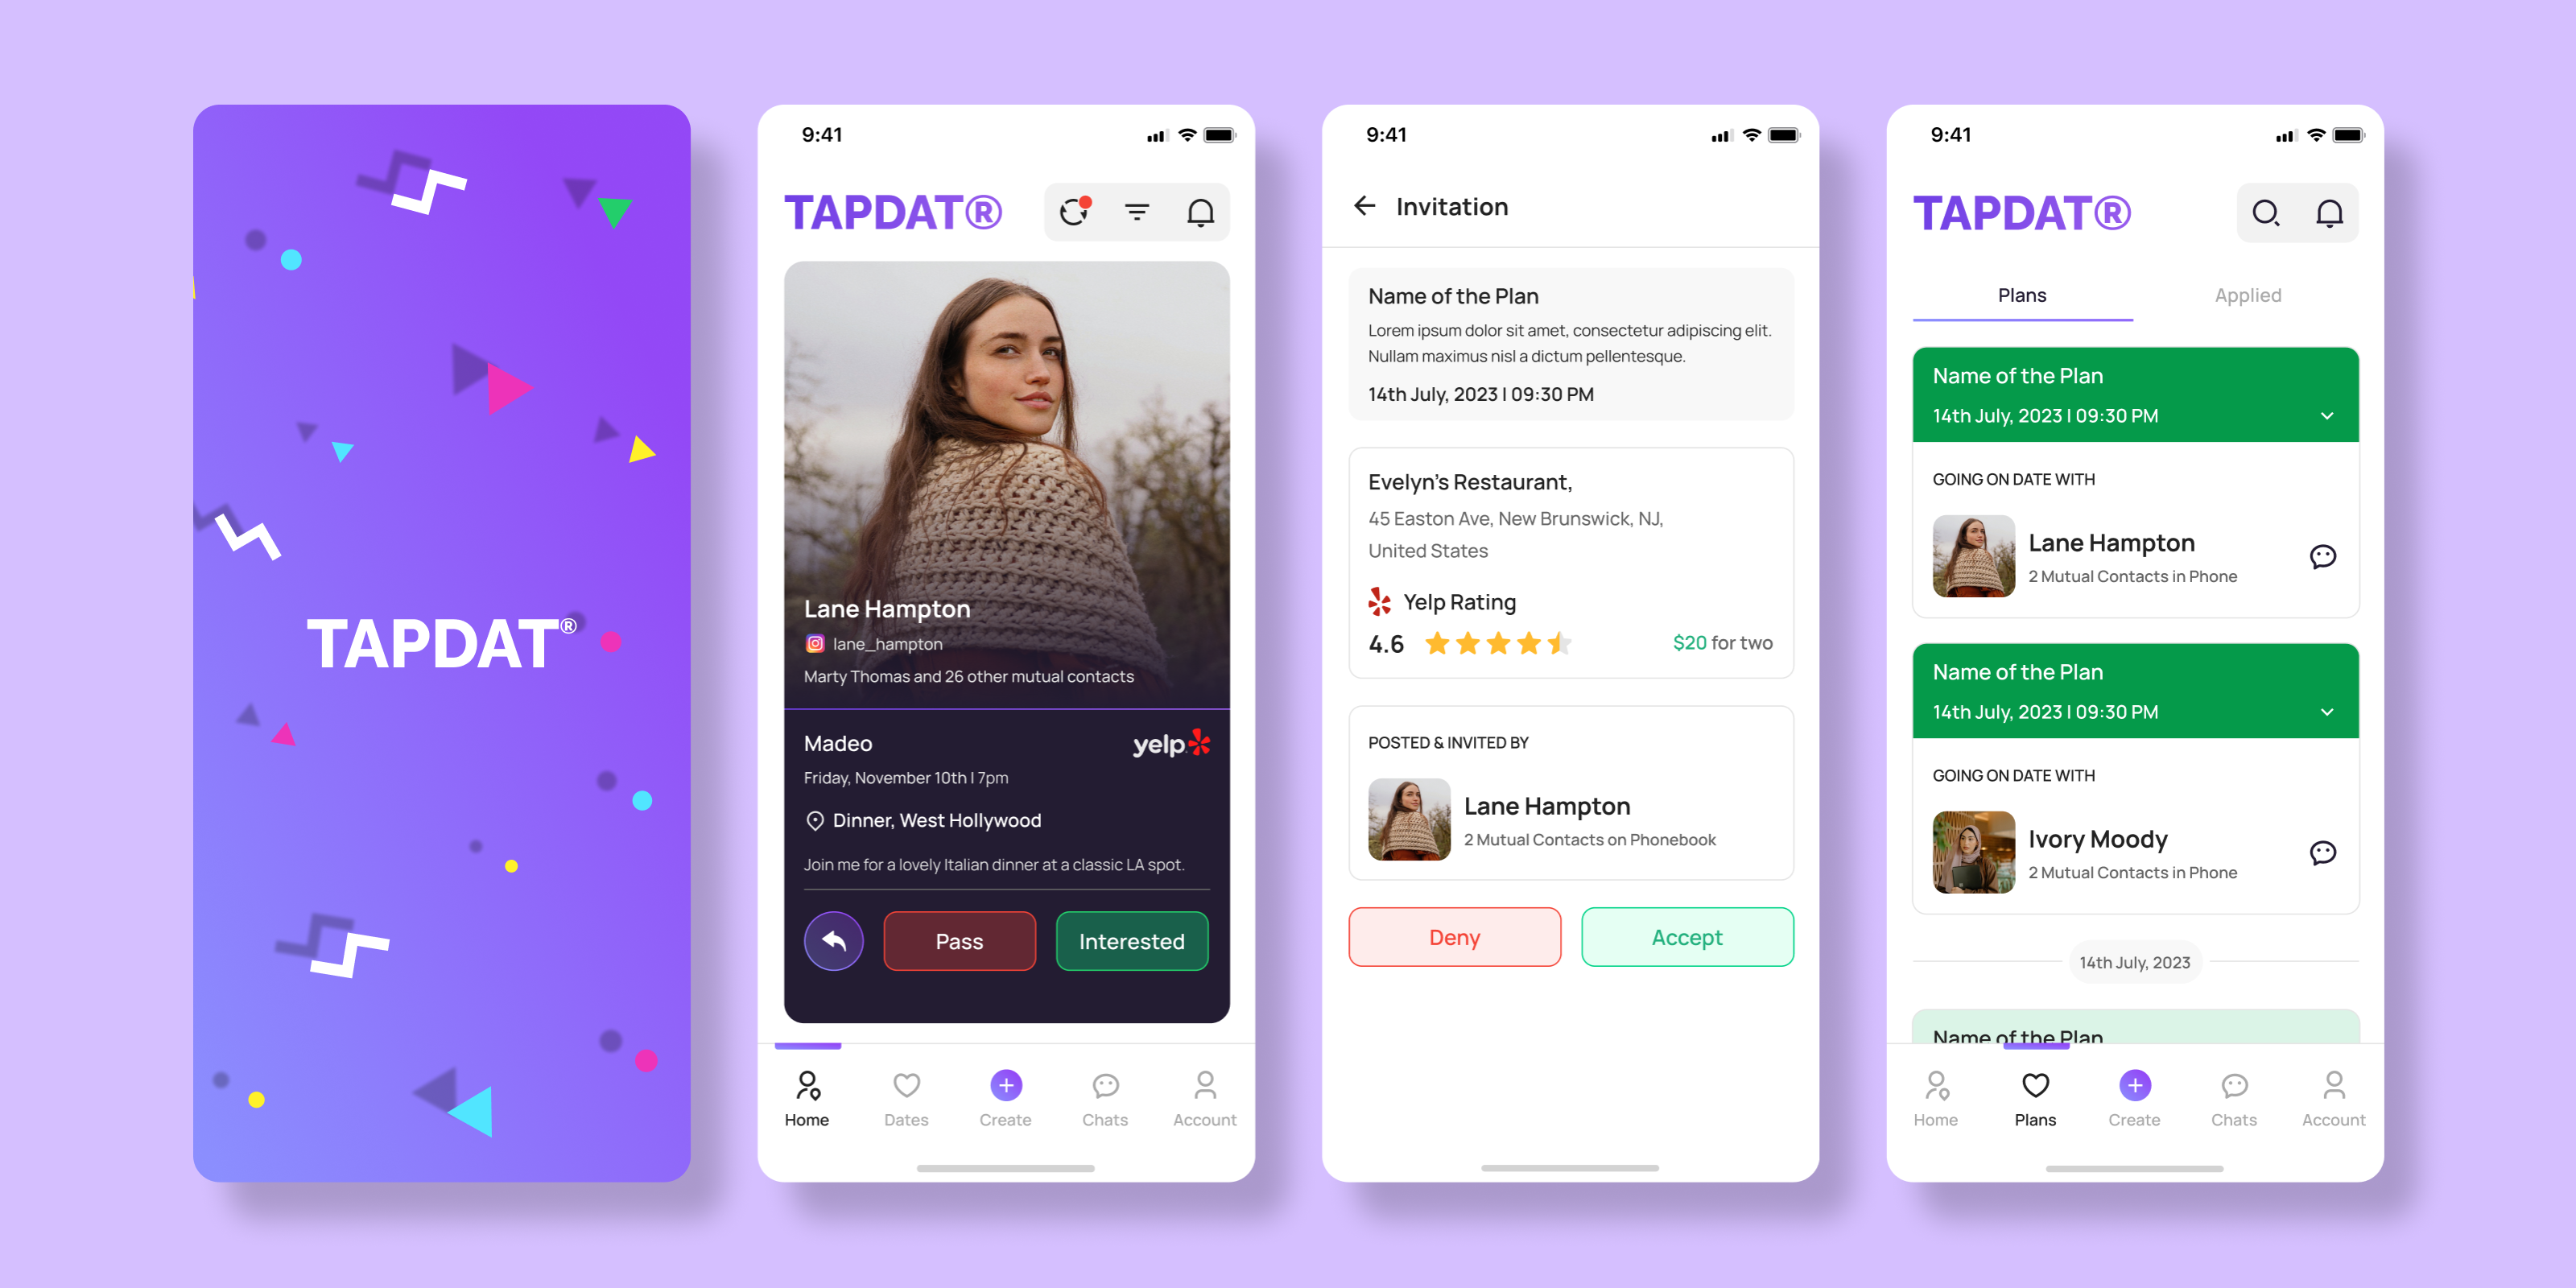 TAPDAT®
9:41
TAPDAT®
Lane Hampton
lane_hampton
Marty Thomas and 26 other mutual contacts
Madeo
yelp
Friday, November 10th I 7pm
Dinner, West Hollywood
Join me for a lovely Italian dinner at a classic LA spot.
Pass
Interested
Home
Dates
Create
Chats
Account
9:41
Invitation
Name of the Plan
Lorem ipsum dolor sit amet, consectetur adipiscing elit.
Nullam maximus nisl a dictum pellentesque.
14th July, 2023 I 09:30 PM
Evelyn's Restaurant,
45 Easton Ave, New Brunswick, NJ,
United States
Yelp Rating
4.6
$20 for two
POSTED & INVITED BY
Lane Hampton
2 Mutual Contacts on Phonebook
Deny
Accept
9:41
TAPDAT®
Plans
Applied
Name of the Plan
14th July, 2023 I 09:30 PM
GOING ON DATE WITH
Lane Hampton
2 Mutual Contacts in Phone
Name of the Plan
14th July, 2023 I 09:30 PM
GOING ON DATE WITH
Ivory Moody
2 Mutual Contacts in Phone
14th July, 2023
Name of the Plan
Home
Plans
Create
Chats
Account